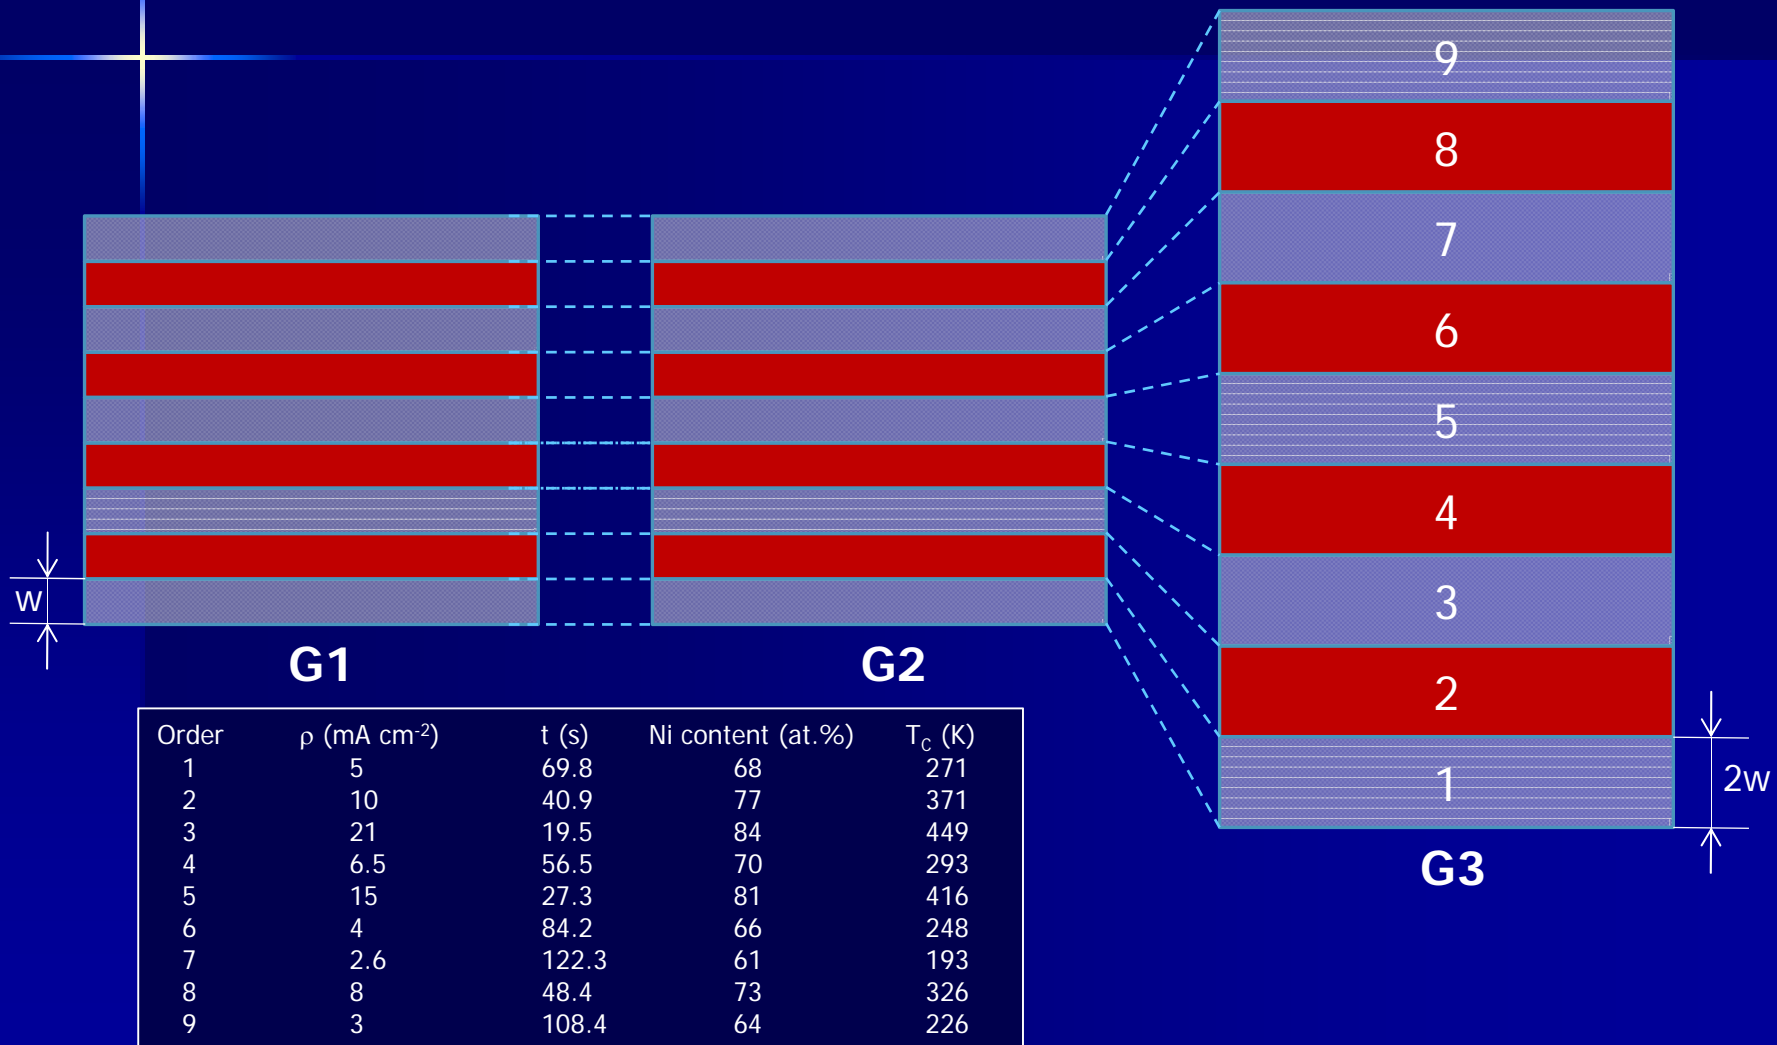 9
8
7
6
5
4
3
2
1
w
2w
G1
G2
G3
Order ρ (mA cm-2) t (s) Ni content (at.%) TC (K)
1 5 69.8 68 271
2 10 40.9 77 371
3 21 19.5 84 449
4 6.5 56.5 70 293
5 15 27.3 81 416
6 4 84.2 66 248
7 2.6 122.3 61 193
8 8 48.4 73 326
9 3 108.4 64 226